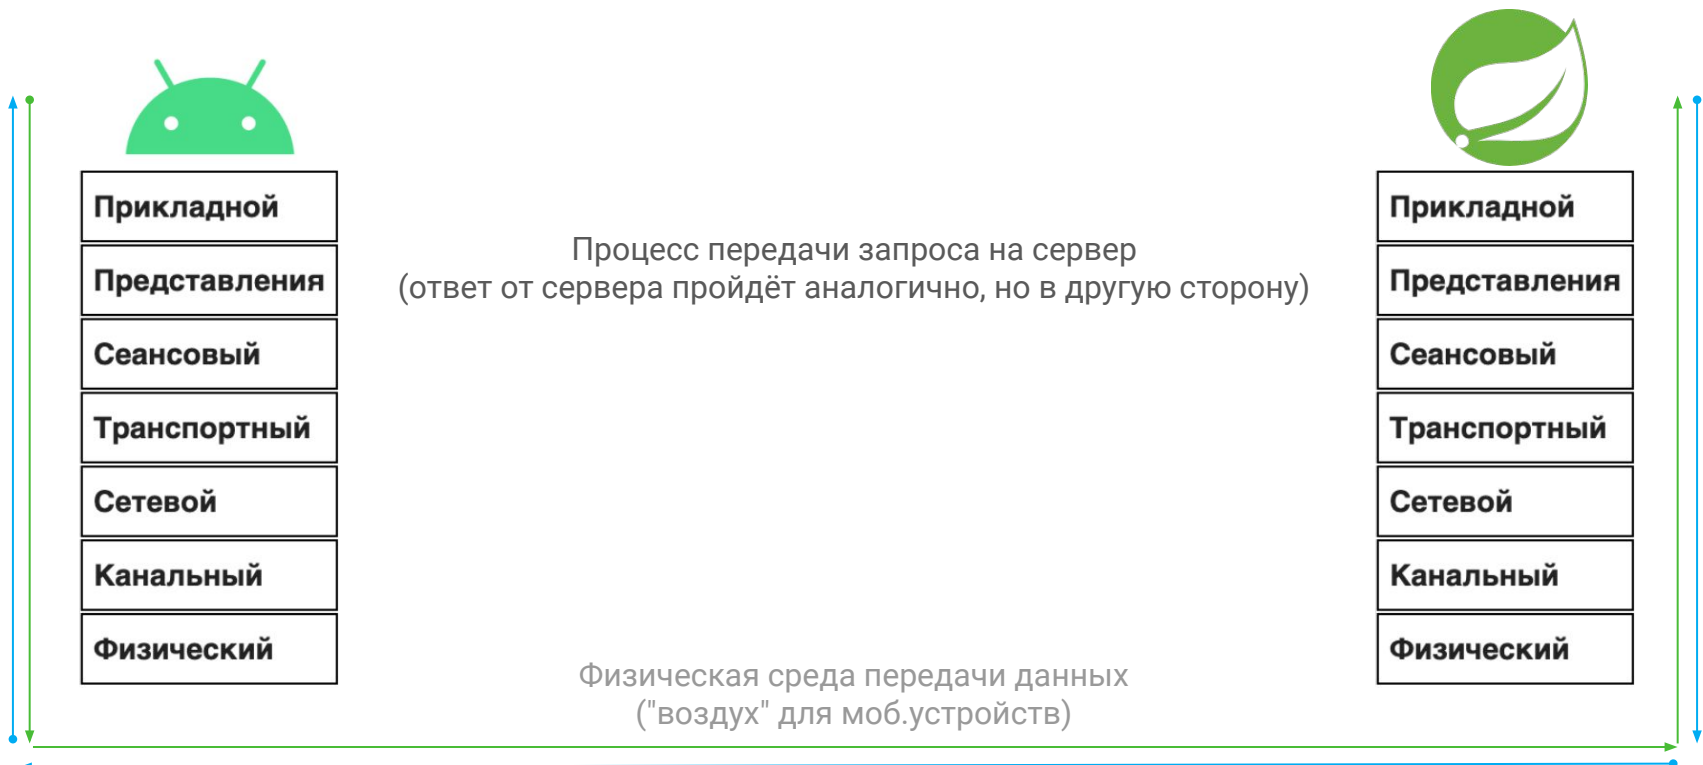 Прикладной
Представления
Сеансовый
Транспортный
Сетевой
Канальный
Физический
Процесс передачи запроса на сервер
(ответ от сервера пройдёт аналогично, но в другую сторону)
Физическая среда передачи данных
("воздух" для моб.устройств)
Прикладной
Представления
Сеансовый
Транспортный
Сетевой
Канальный
Физический